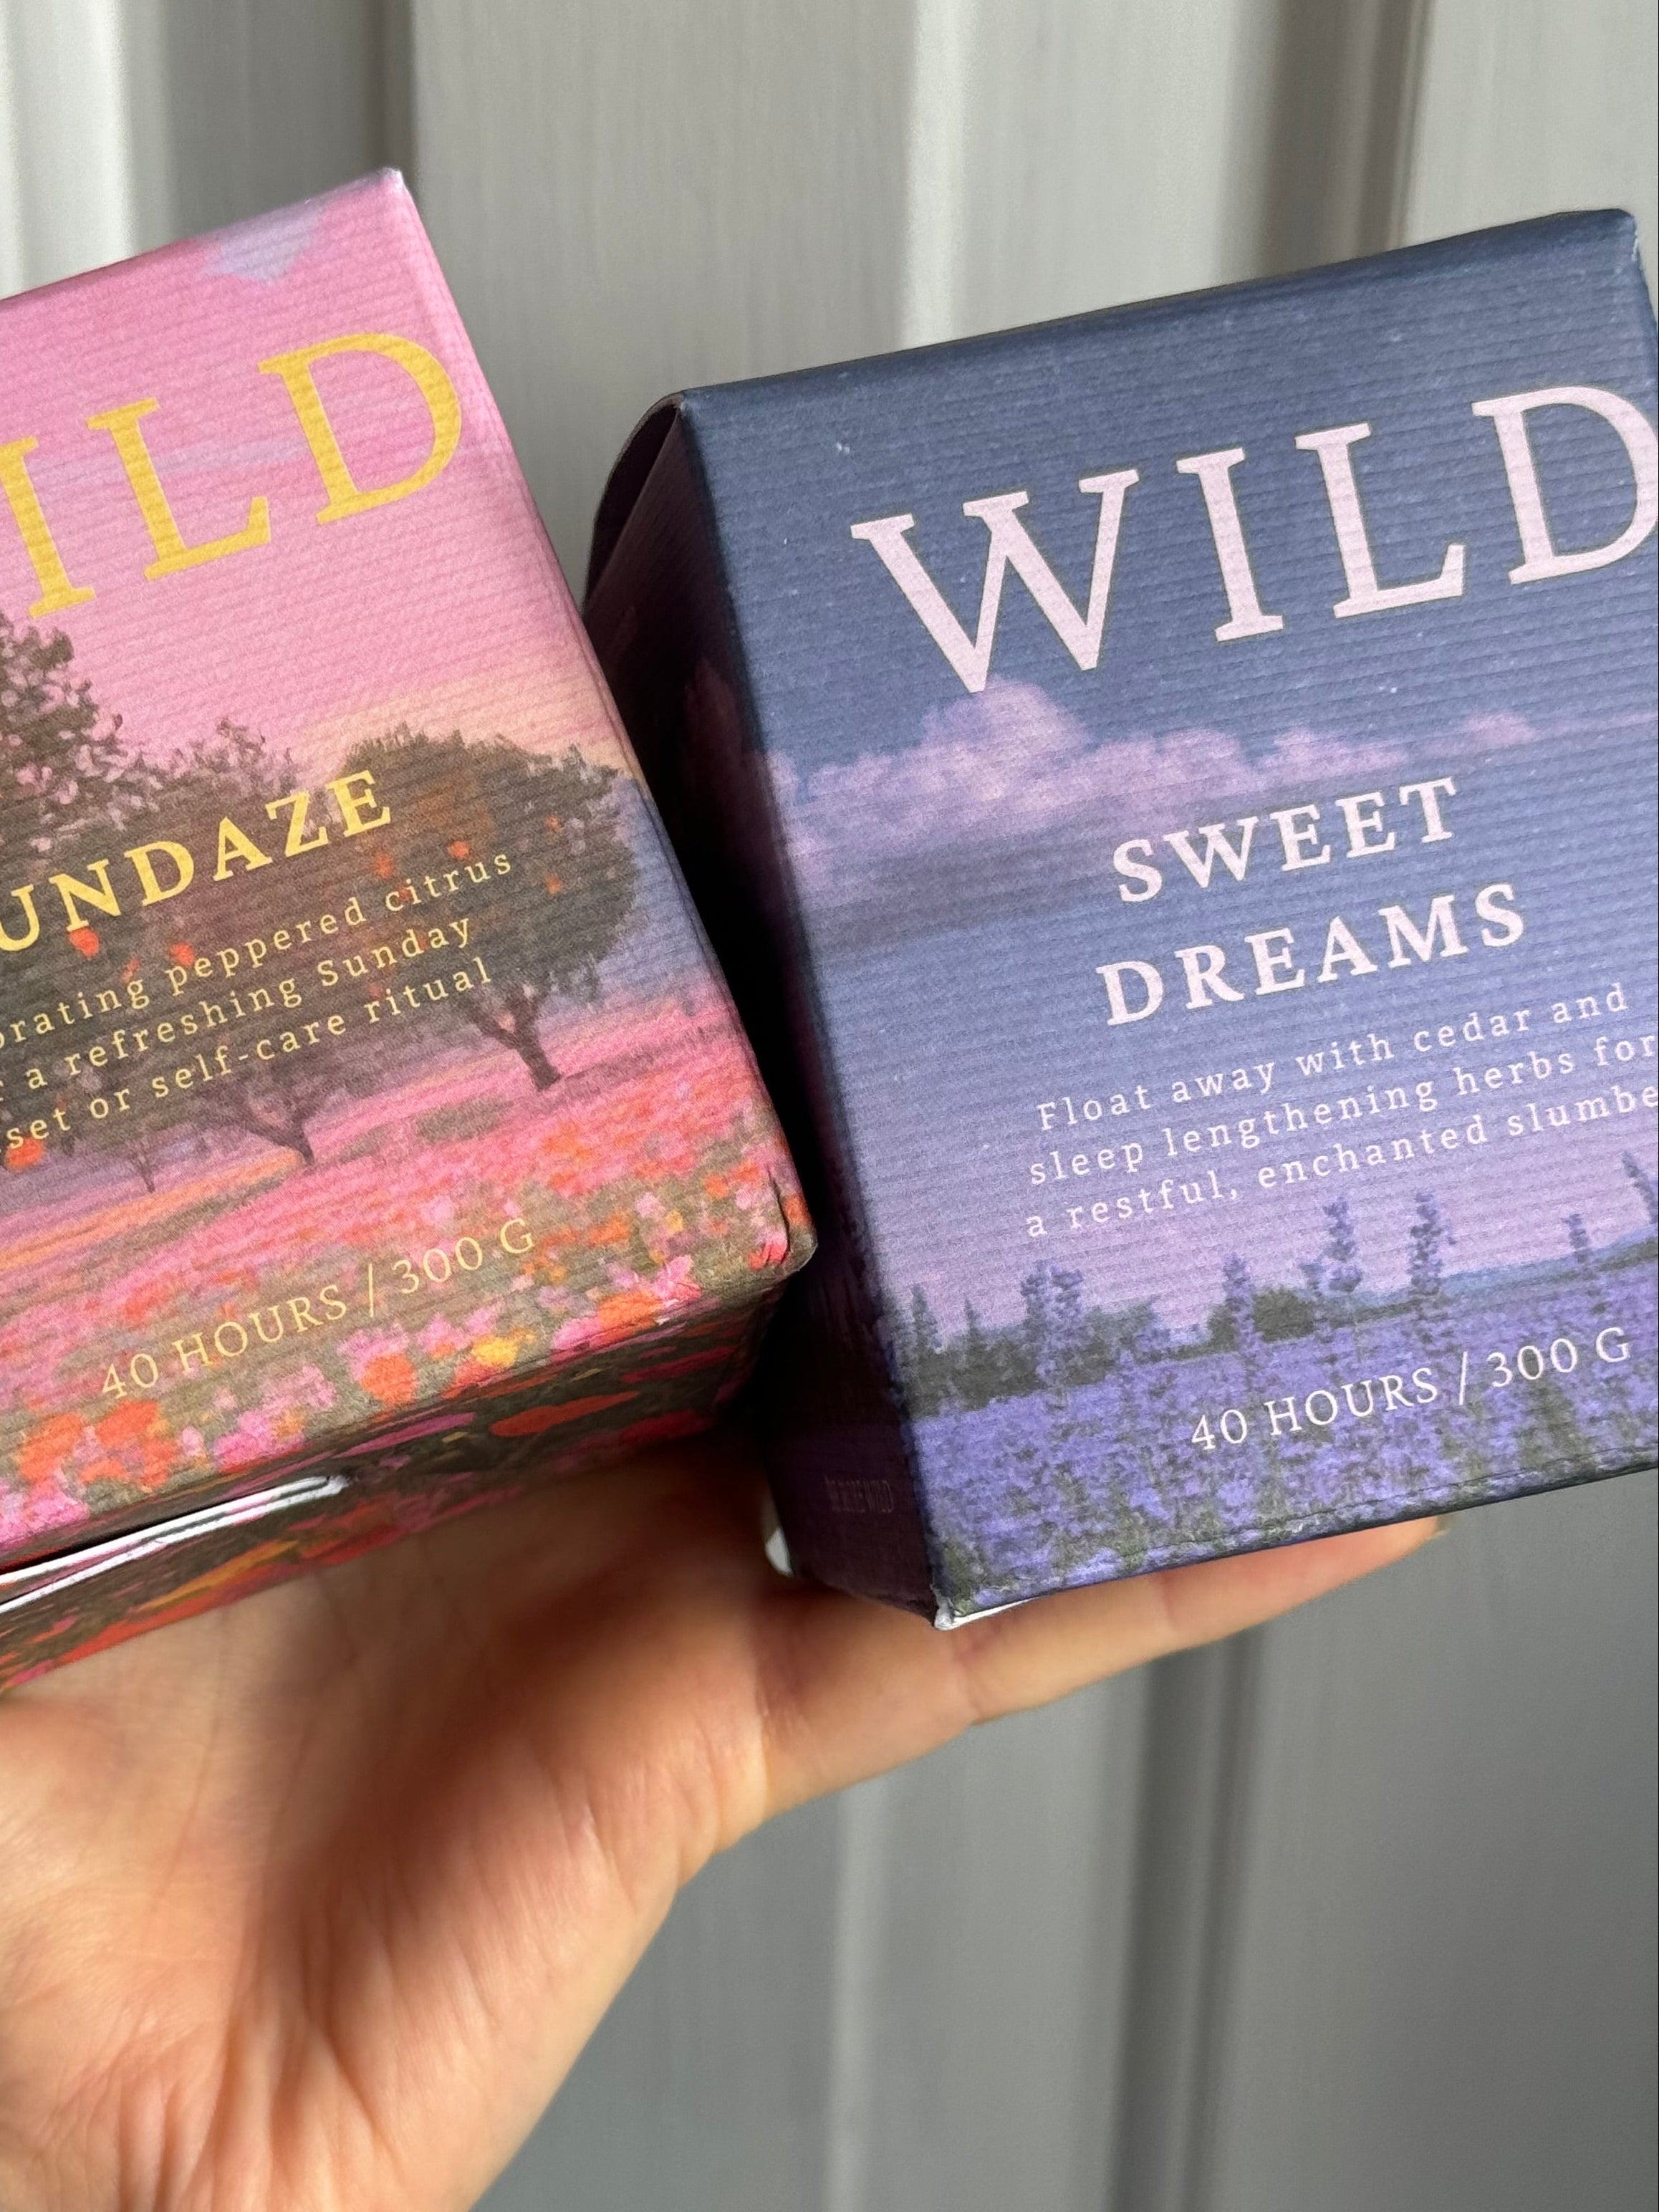 ILD
UNDAZE
peppered citrus
a refreshing Sunday
set or self-care ritual
40 HOURS / 300 G
WILD
SWEET
DREAMS
Float away with cedar and
sleep lengthening herbs for
a restful, enchanted slumbe
40 HOURS / 300 G